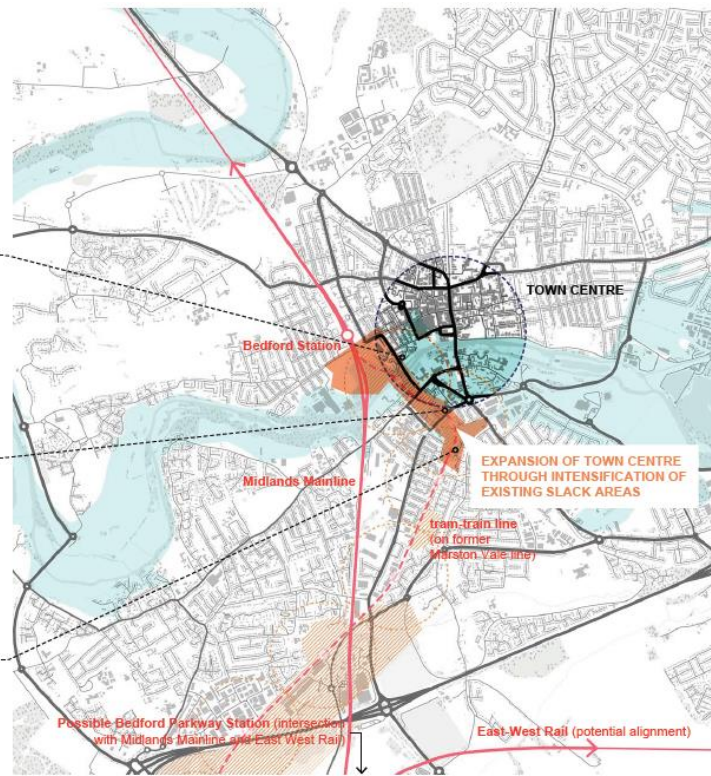 TOWN CENTRE
Bedford Station
EXPANSION OF TOWN CENTRE
THROUGH INTENSIFICATION OF
EXISTING SLACK AREAS
Midlands Mainline
train-train line
(on former
Marston Vale line)
Possible Bedford Parkway Station (intersection
with Midlands Mainline and East West Rail)
East-West Rail (potential alignment)